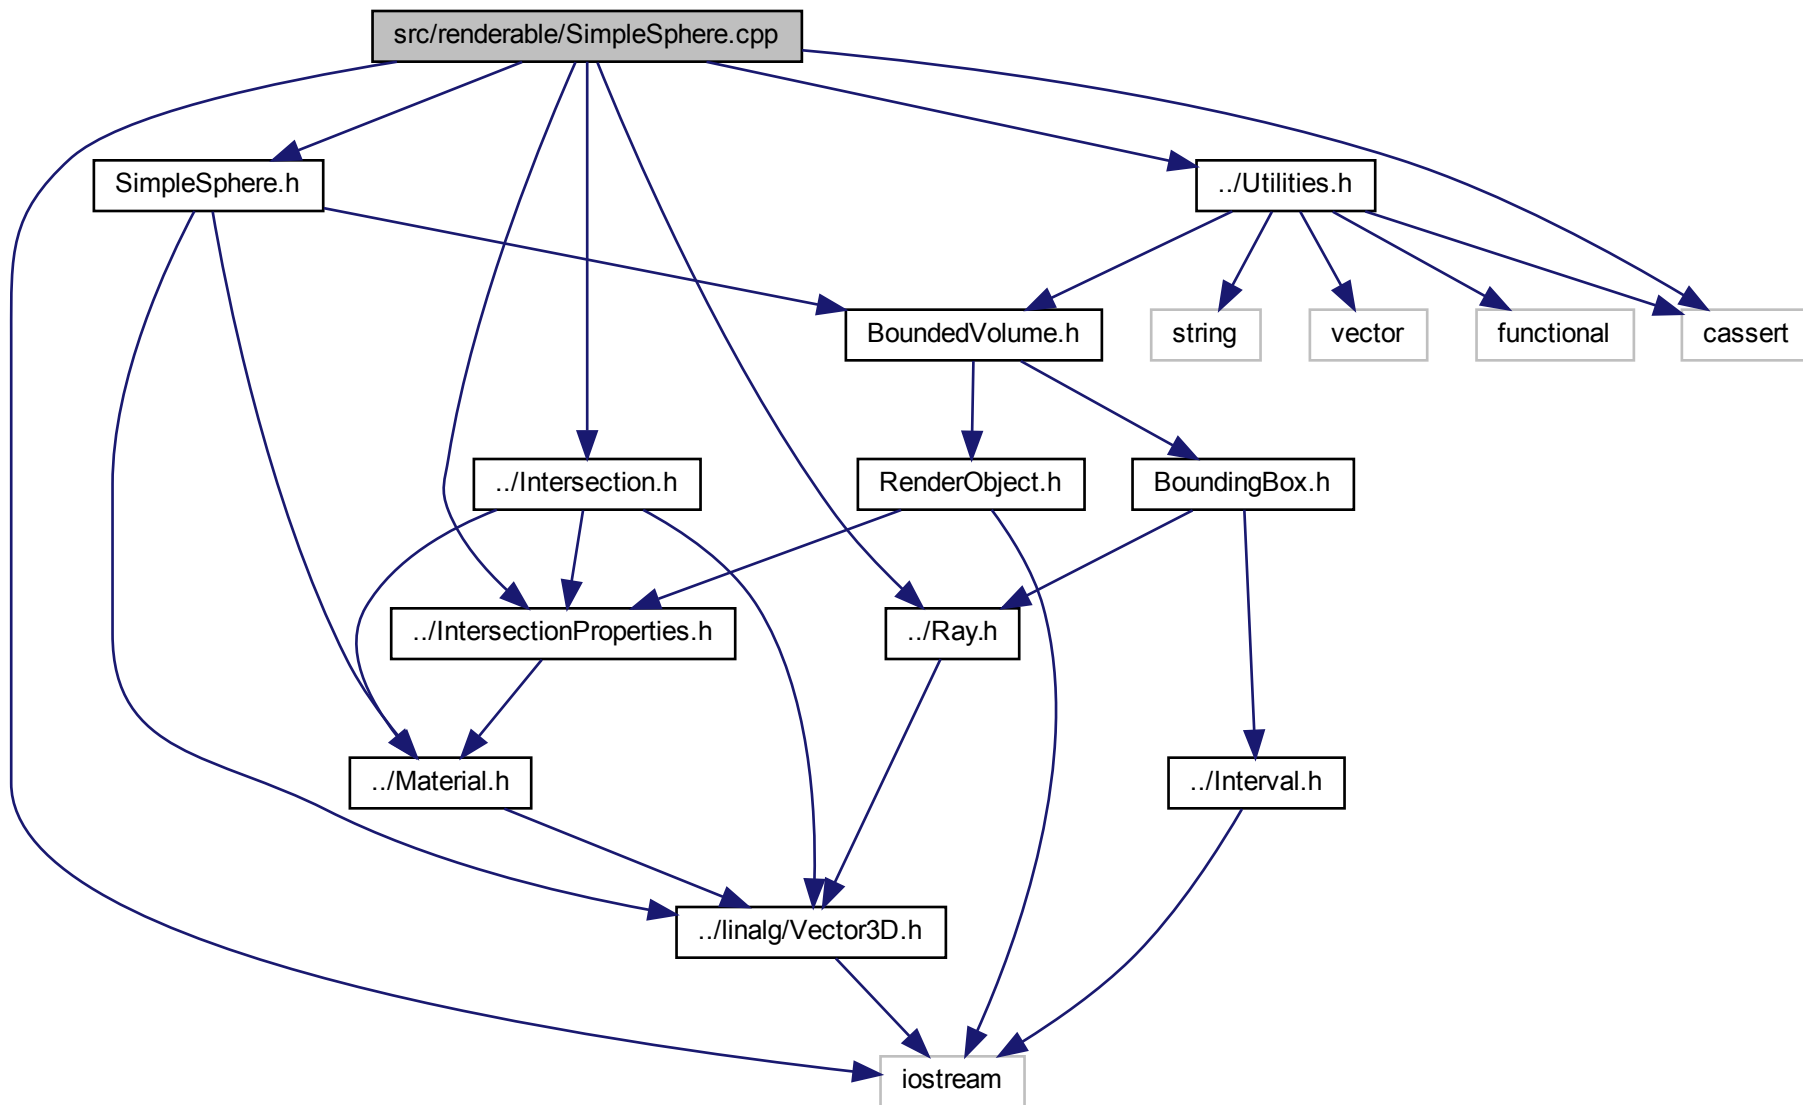 src/renderable/SimpleSphere.cpp
SimpleSphere.h
../Utilities.h
BoundedVolume.h
string
vector
functional
cassert
../Intersection.h
RenderObject.h
BoundingBox.h
../IntersectionProperties.h
../Ray.h
../Material.h
../Interval.h
../linalg/Vector3D.h
iostream